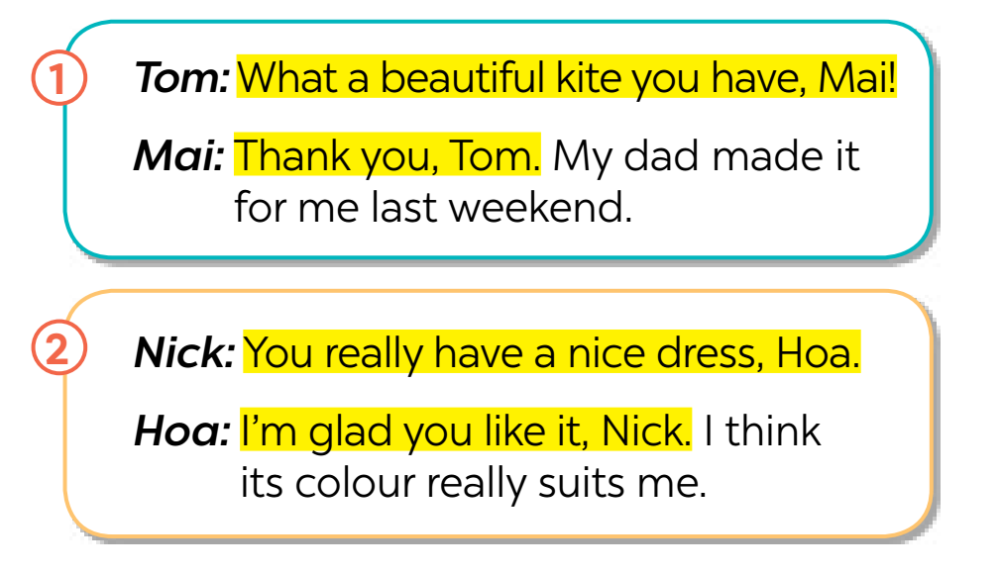 1
Tom: What a beautiful kite you have, Mai!
Mai: Thank you, Tom. My dad made it
for me last weekend.
2
Nick: You really have a nice dress, Hoa.
Hoa: I'm glad you like it, Nick. I think
its colour really suits me.